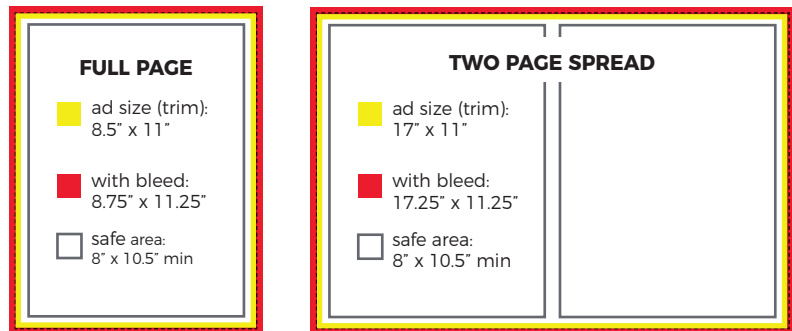 FULL PAGE
ad size (trim):
8.5” x 11”
with bleed:
8.75” x 11.25”
safe area:
8” x 10.5” min
TWO PAGE SPREAD
ad size (trim):
17” x 11”
with bleed:
17.25” x 11.25”
safe area:
8” x 10.5” min